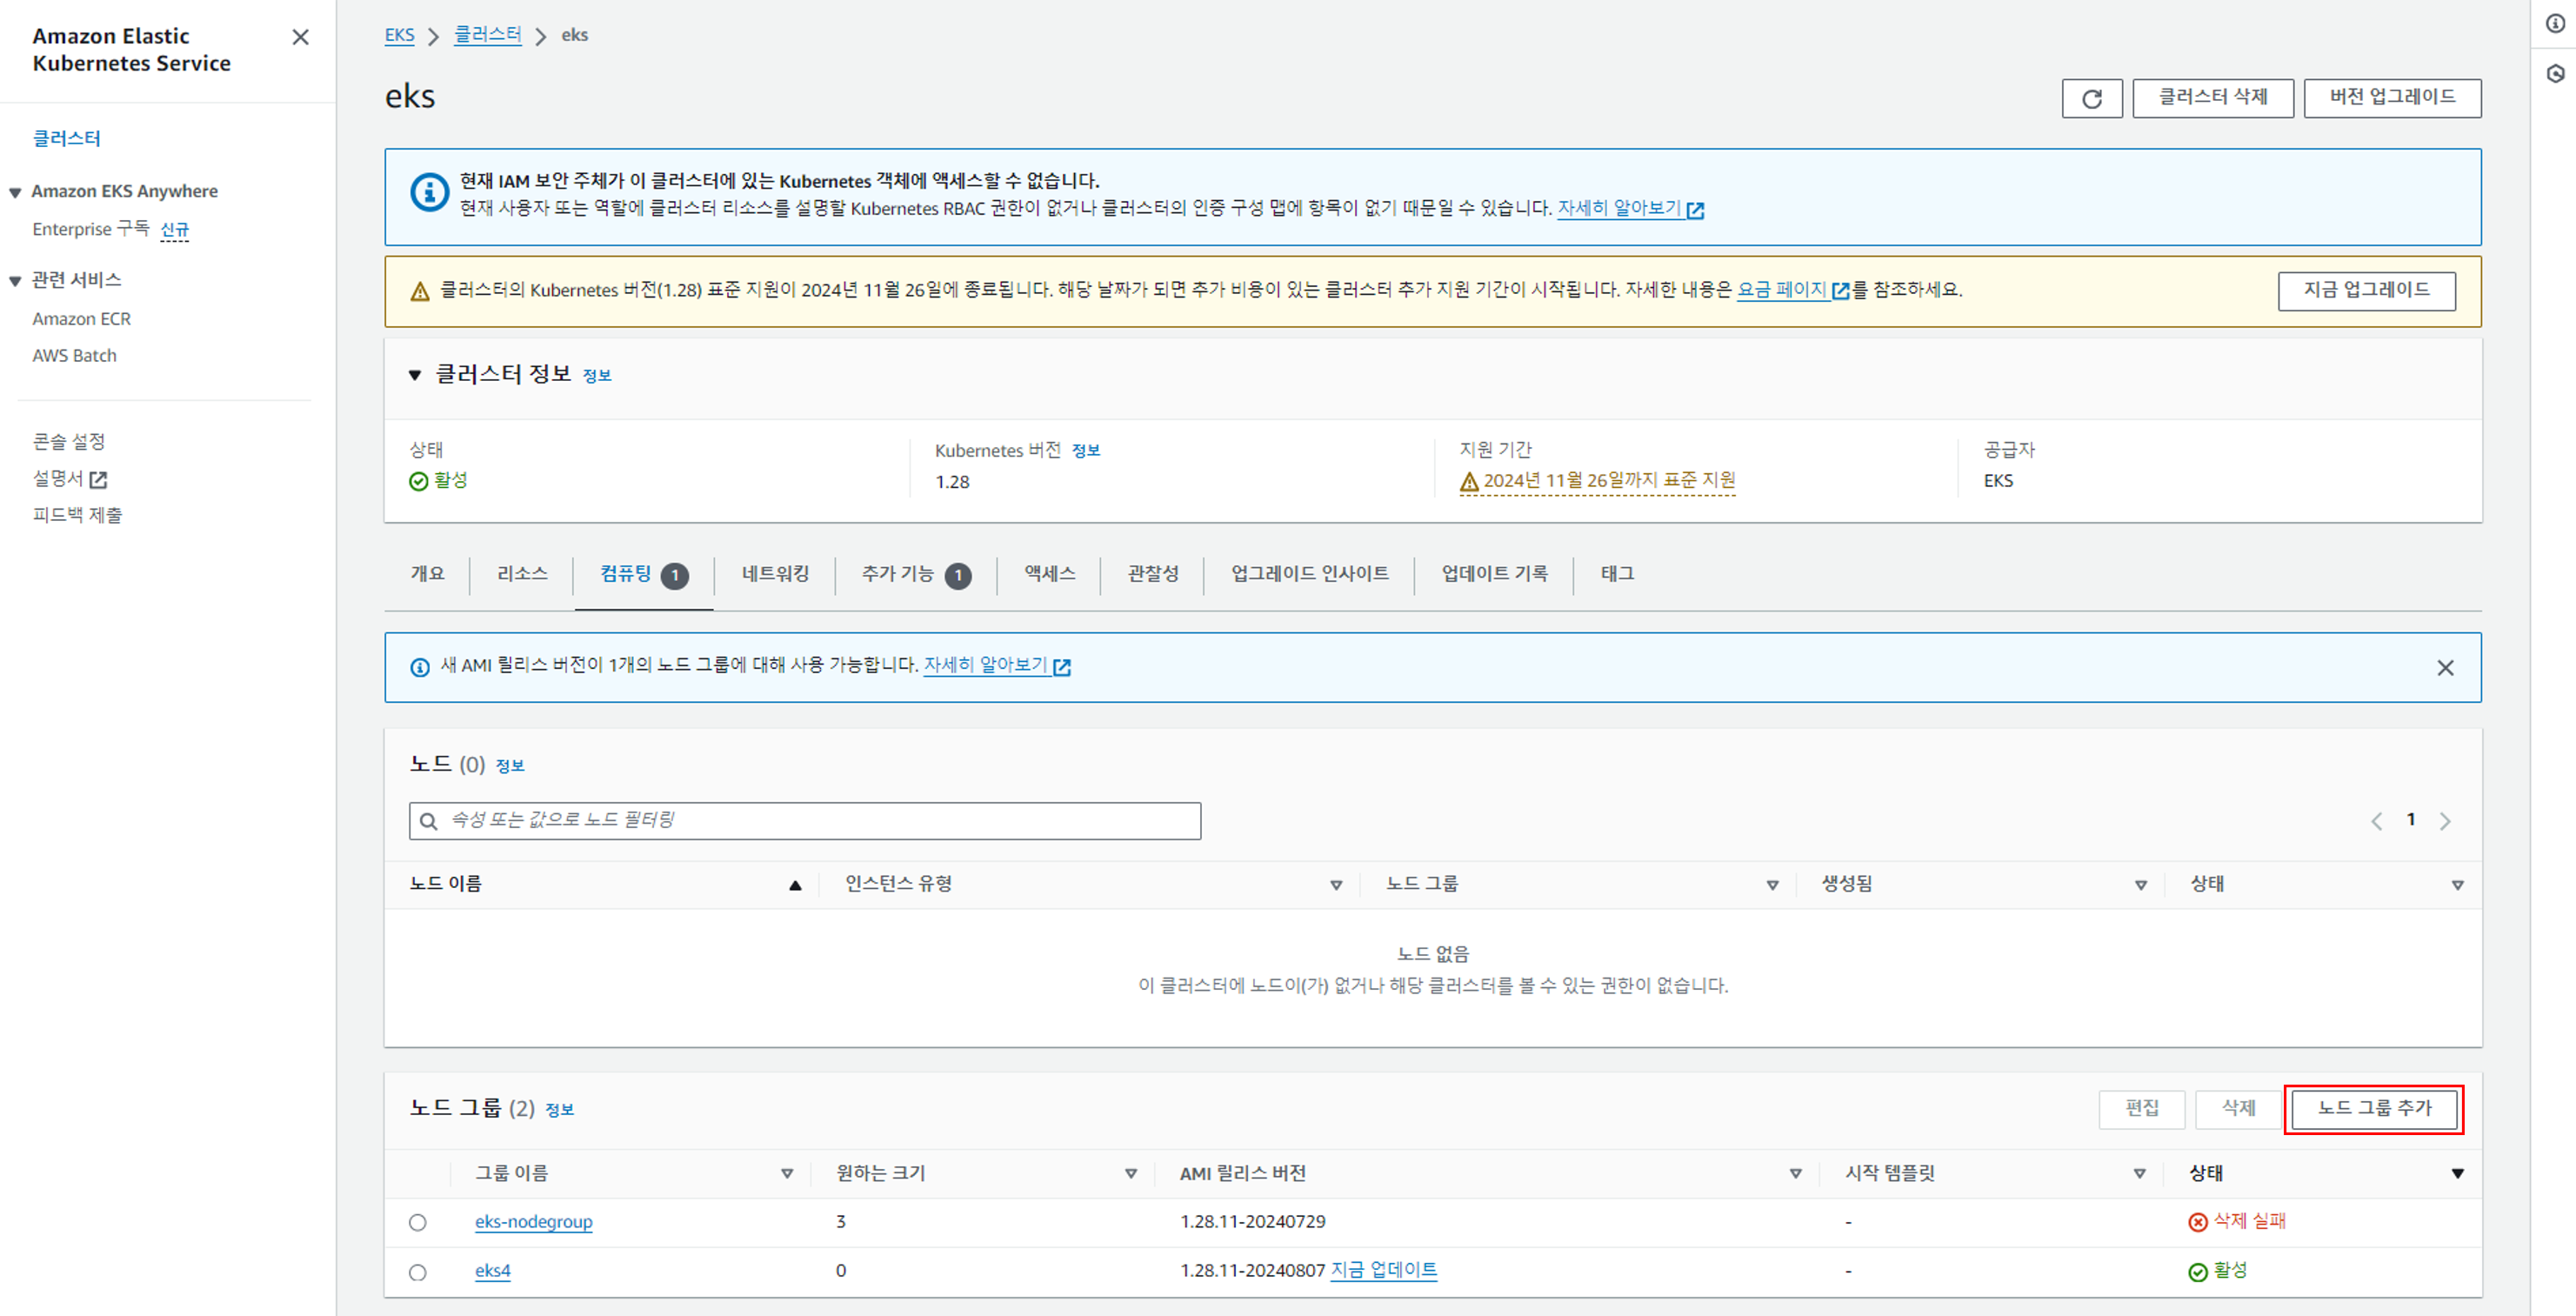 Amazon Elastic
Kubernetes Service
클러스터
Amazon EKS Anywhere
Enterprise 구독 신규
관련 서비스
Amazon ECR
AWS Batch
콘솔 설정
설명서
피드백 제출
EKS > 클러스터 > eks
eks
클러스터 삭제
버전 업그레이드
현재 IAM 보안 주체가 이 클러스터에 있는 Kubernetes 객체에 액세스할 수 없습니다.
현재 사용자 또는 역할에 클러스터 리소스를 설명할 Kubernetes RBAC 권한이 없거나 클러스터의 인증 구성 맵에 항목이 없기 때문일 수 있습니다. 자세히 알아보기
클러스터의 Kubernetes 버전(1.28) 표준 지원이 2024년 11월 26일에 종료됩니다. 해당 날짜가 되면 추가 비용이 있는 클러스터 추가 지원 기간이 시작됩니다. 자세한 내용은 요금 페이지를 참조하세요.
지금 업그레이드
클러스터 정보 정보
상태
활성
Kubernetes 버전 정보
1.28
지원 기간
2024년 11월 26일까지 표준 지원
공급자
EKS
개요 리소스 컴퓨팅 1 네트워킹 추가 기능 1 액세스 관찰성 업그레이드 인사이트 업데이트 기록 태그
새 AMI 릴리스 버전이 1개의 노드 그룹에 대해 사용 가능합니다. 자세히 알아보기
노드 (0) 정보
속성 또는 값으로 노드 필터링
1
노드 이름 인스턴스 유형 노드 그룹 생성됨 상태
노드 없음
이 클러스터에 노드이(가) 없거나 해당 클러스터를 볼 수 있는 권한이 없습니다.
노드 그룹 (2) 정보
편집 삭제 노드 그룹 추가
그룹 이름 원하는 크기 AMI 릴리스 버전 시작 템플릿 상태
eks-nodegroup 3 1.28.11-20240729 - 삭제 실패
eks4 0 1.28.11-20240807 지금 업데이트 - 활성